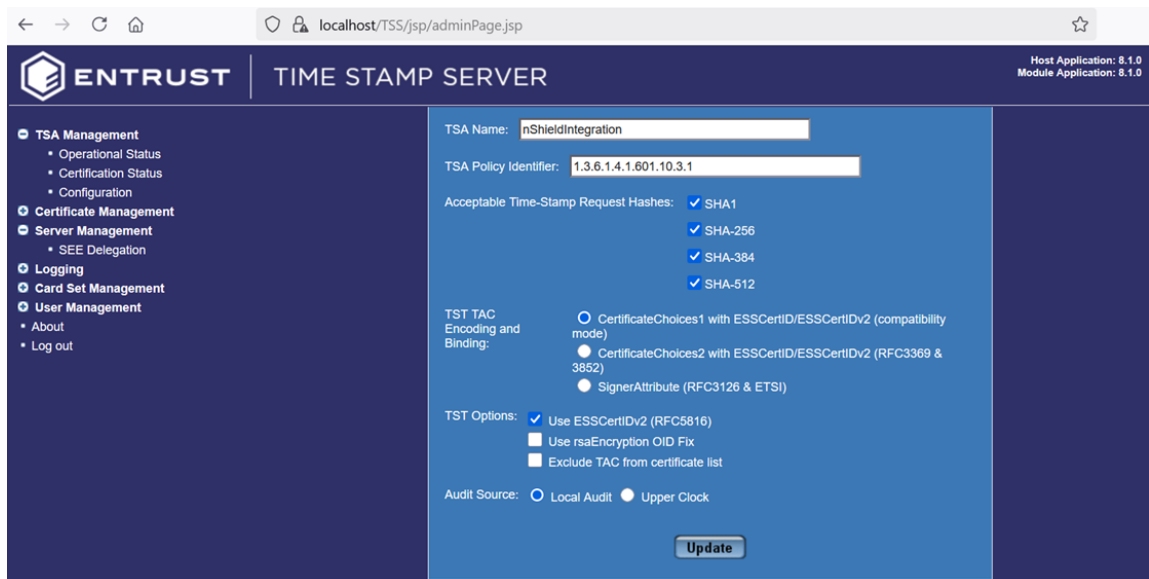 localhost/TSS/jsp/adminPage.jsp
ENTRUST
TIME STAMP SERVER
Host Application: 8.1.0
Module Application: 8.1.0
TSA Management
Operational Status
Certification Status
Configuration
Certificate Management
Server Management
SEE Delegation
Logging
Card Set Management
User Management
About
Log out
TSA Name: nShieldIntegration
TSA Policy Identifier: 1.3.6.1.4.1.601.10.3.1
Acceptable Time-Stamp Request Hashes: SHA1
SHA-256
SHA-384
SHA-512
TST TAC
Encoding and
Binding:
CertificateChoices1 with ESSCertID/ESSCertIDv2 (compatibility
mode)
CertificateChoices2 with ESSCertID/ESSCertIDv2 (RFC3369 &
3852)
SignerAttribute (RFC3126 & ETSI)
TST Options: Use ESSCertIDv2 (RFC5816)
Use rsaEncryption OID Fix
Exclude TAC from certificate list
Audit Source: Local Audit Upper Clock
Update